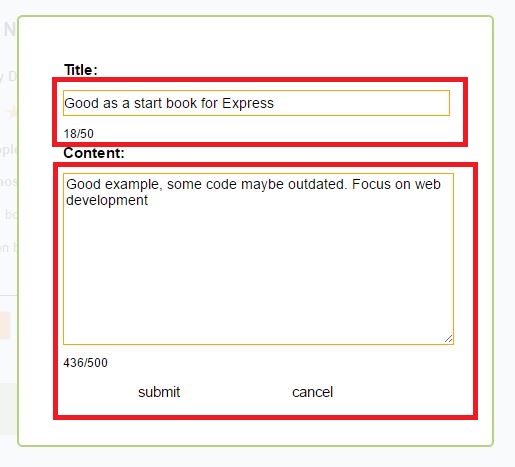 Title:
Good as a start book for Express
18/50
Content:
Good example, some code maybe outdated. Focus on web
development
436/500
submit cancel